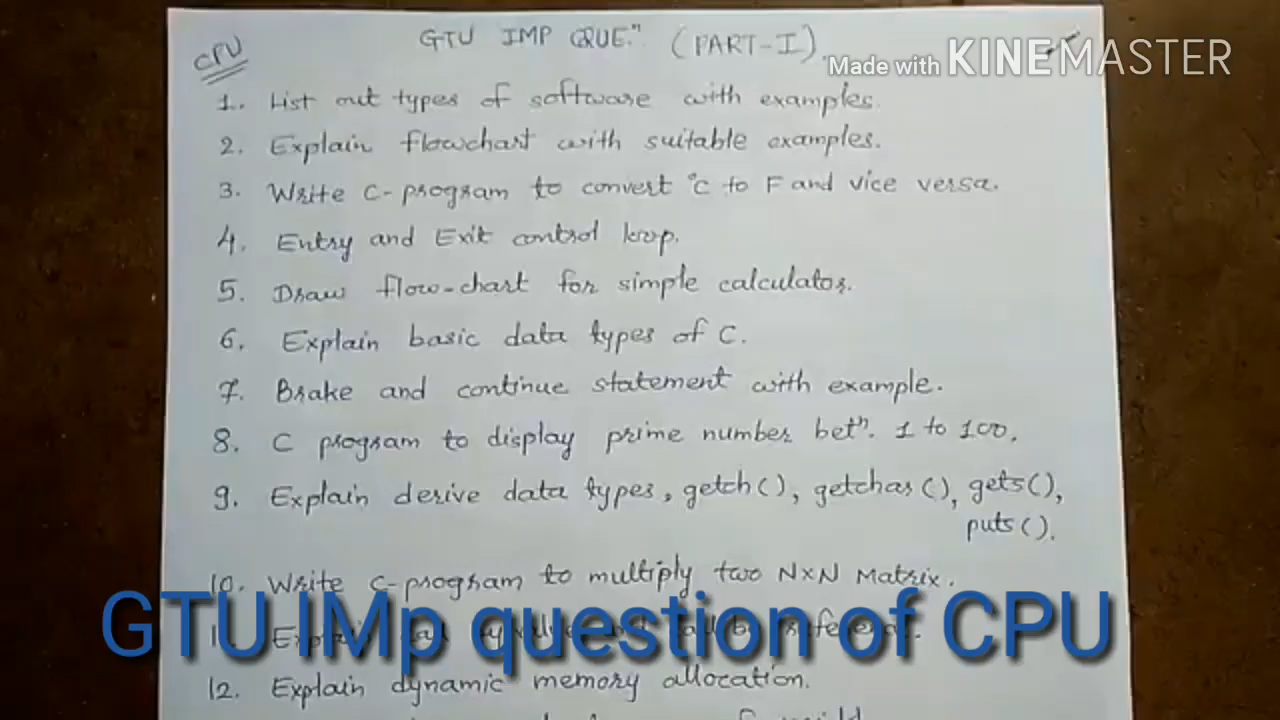 CPU
GTU IMP QUEⁿ. (PART-I).
Made with KINEMASTER
1. List out types of software with examples.
2. Explain flowchart with suitable examples.
3. Write C-program to convert °C to F and vice versa.
4. Entry and Exit control loop.
5. Draw flow-chart for simple calculator.
6. Explain basic data types of C.
7. Brake and continue statement with example.
8. C program to display prime number betⁿ. 1 to 100.
9. Explain derive data types, getch(), getchar(), gets(),
puts().
10. Write C-program to multiply two N×N Matrix.
GTU IMp question of CPU
12. Explain dynamic memory allocation.